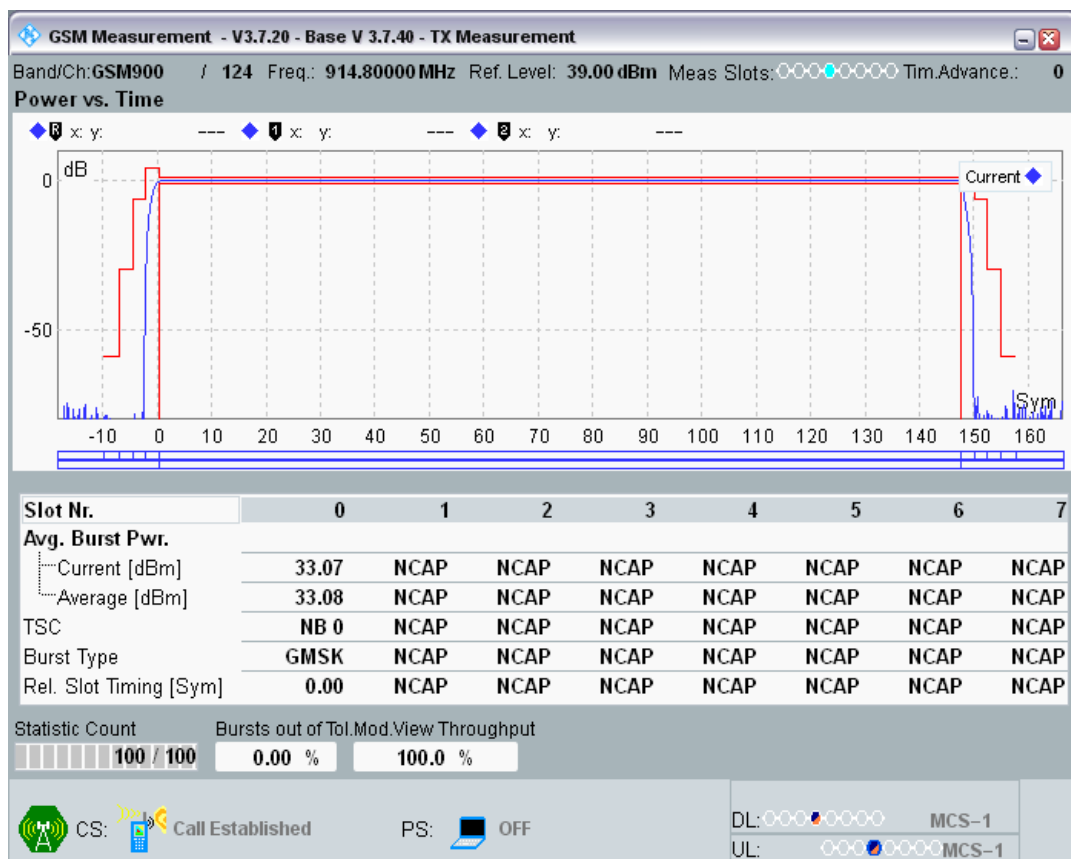 GSM Measurement - V3.7.20 - Base V 3.7.40 - TX Measurement
Band/Ch:GSM900 / 124 Freq.: 914.80000 MHz Ref. Level: 39.00 dBm Meas Slots: Tim.Advance.: 0
Power vs. Time
R x: y: --- 1 x: y: --- 2 x: y: ---
dB
0
Current
-50
Sym
-10 0 10 20 30 40 50 60 70 80 90 100 110 120 130 140 150 160
Slot Nr. 0 1 2 3 4 5 6 7
Avg. Burst Pwr.
Current [dBm] 33.07 NCAP NCAP NCAP NCAP NCAP NCAP NCAP
Average [dBm] 33.08 NCAP NCAP NCAP NCAP NCAP NCAP NCAP
TSC NB 0 NCAP NCAP NCAP NCAP NCAP NCAP NCAP
Burst Type GMSK NCAP NCAP NCAP NCAP NCAP NCAP NCAP
Rel. Slot Timing [Sym] 0.00 NCAP NCAP NCAP NCAP NCAP NCAP NCAP
Statistic Count Bursts out of Tol. Mod.View Throughput
100 / 100 0.00 % 100.0 %
CS: Call Established PS: OFF DL: MCS-1
UL: MCS-1